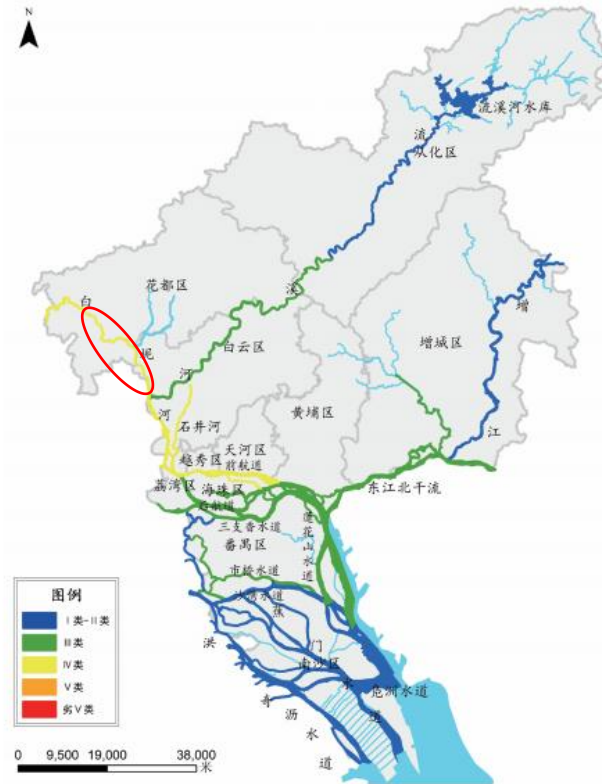 N
流溪河水库
流
从化区
花都区
白
溪
增
坭
白云区
增城区
河
河
石井河
黄埔区
江
天河区
越秀区
前航道
荔湾区
海珠区
东江北干流
后航道
三支香水道
莲花山水道
番禺区
市桥水道
沙湾水道
蕉
门
洪
南沙区
水
奇
虎洲水道
道
沥
水
道
图例
Ⅰ类-Ⅱ类
Ⅲ类
Ⅳ类
Ⅴ类
劣Ⅴ类
0 9,500 19,000 38,000
米